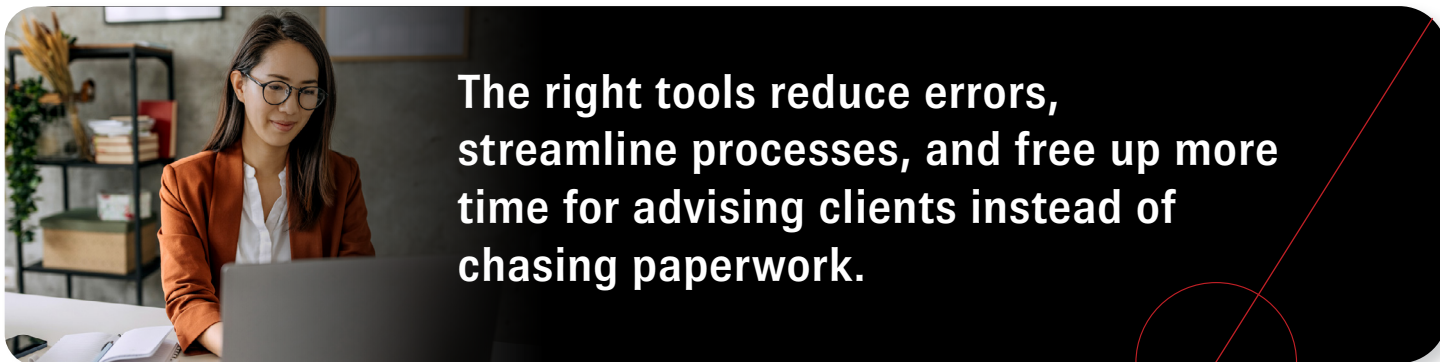 The right tools reduce errors,
streamline processes, and free up more
time for advising clients instead of
chasing paperwork.